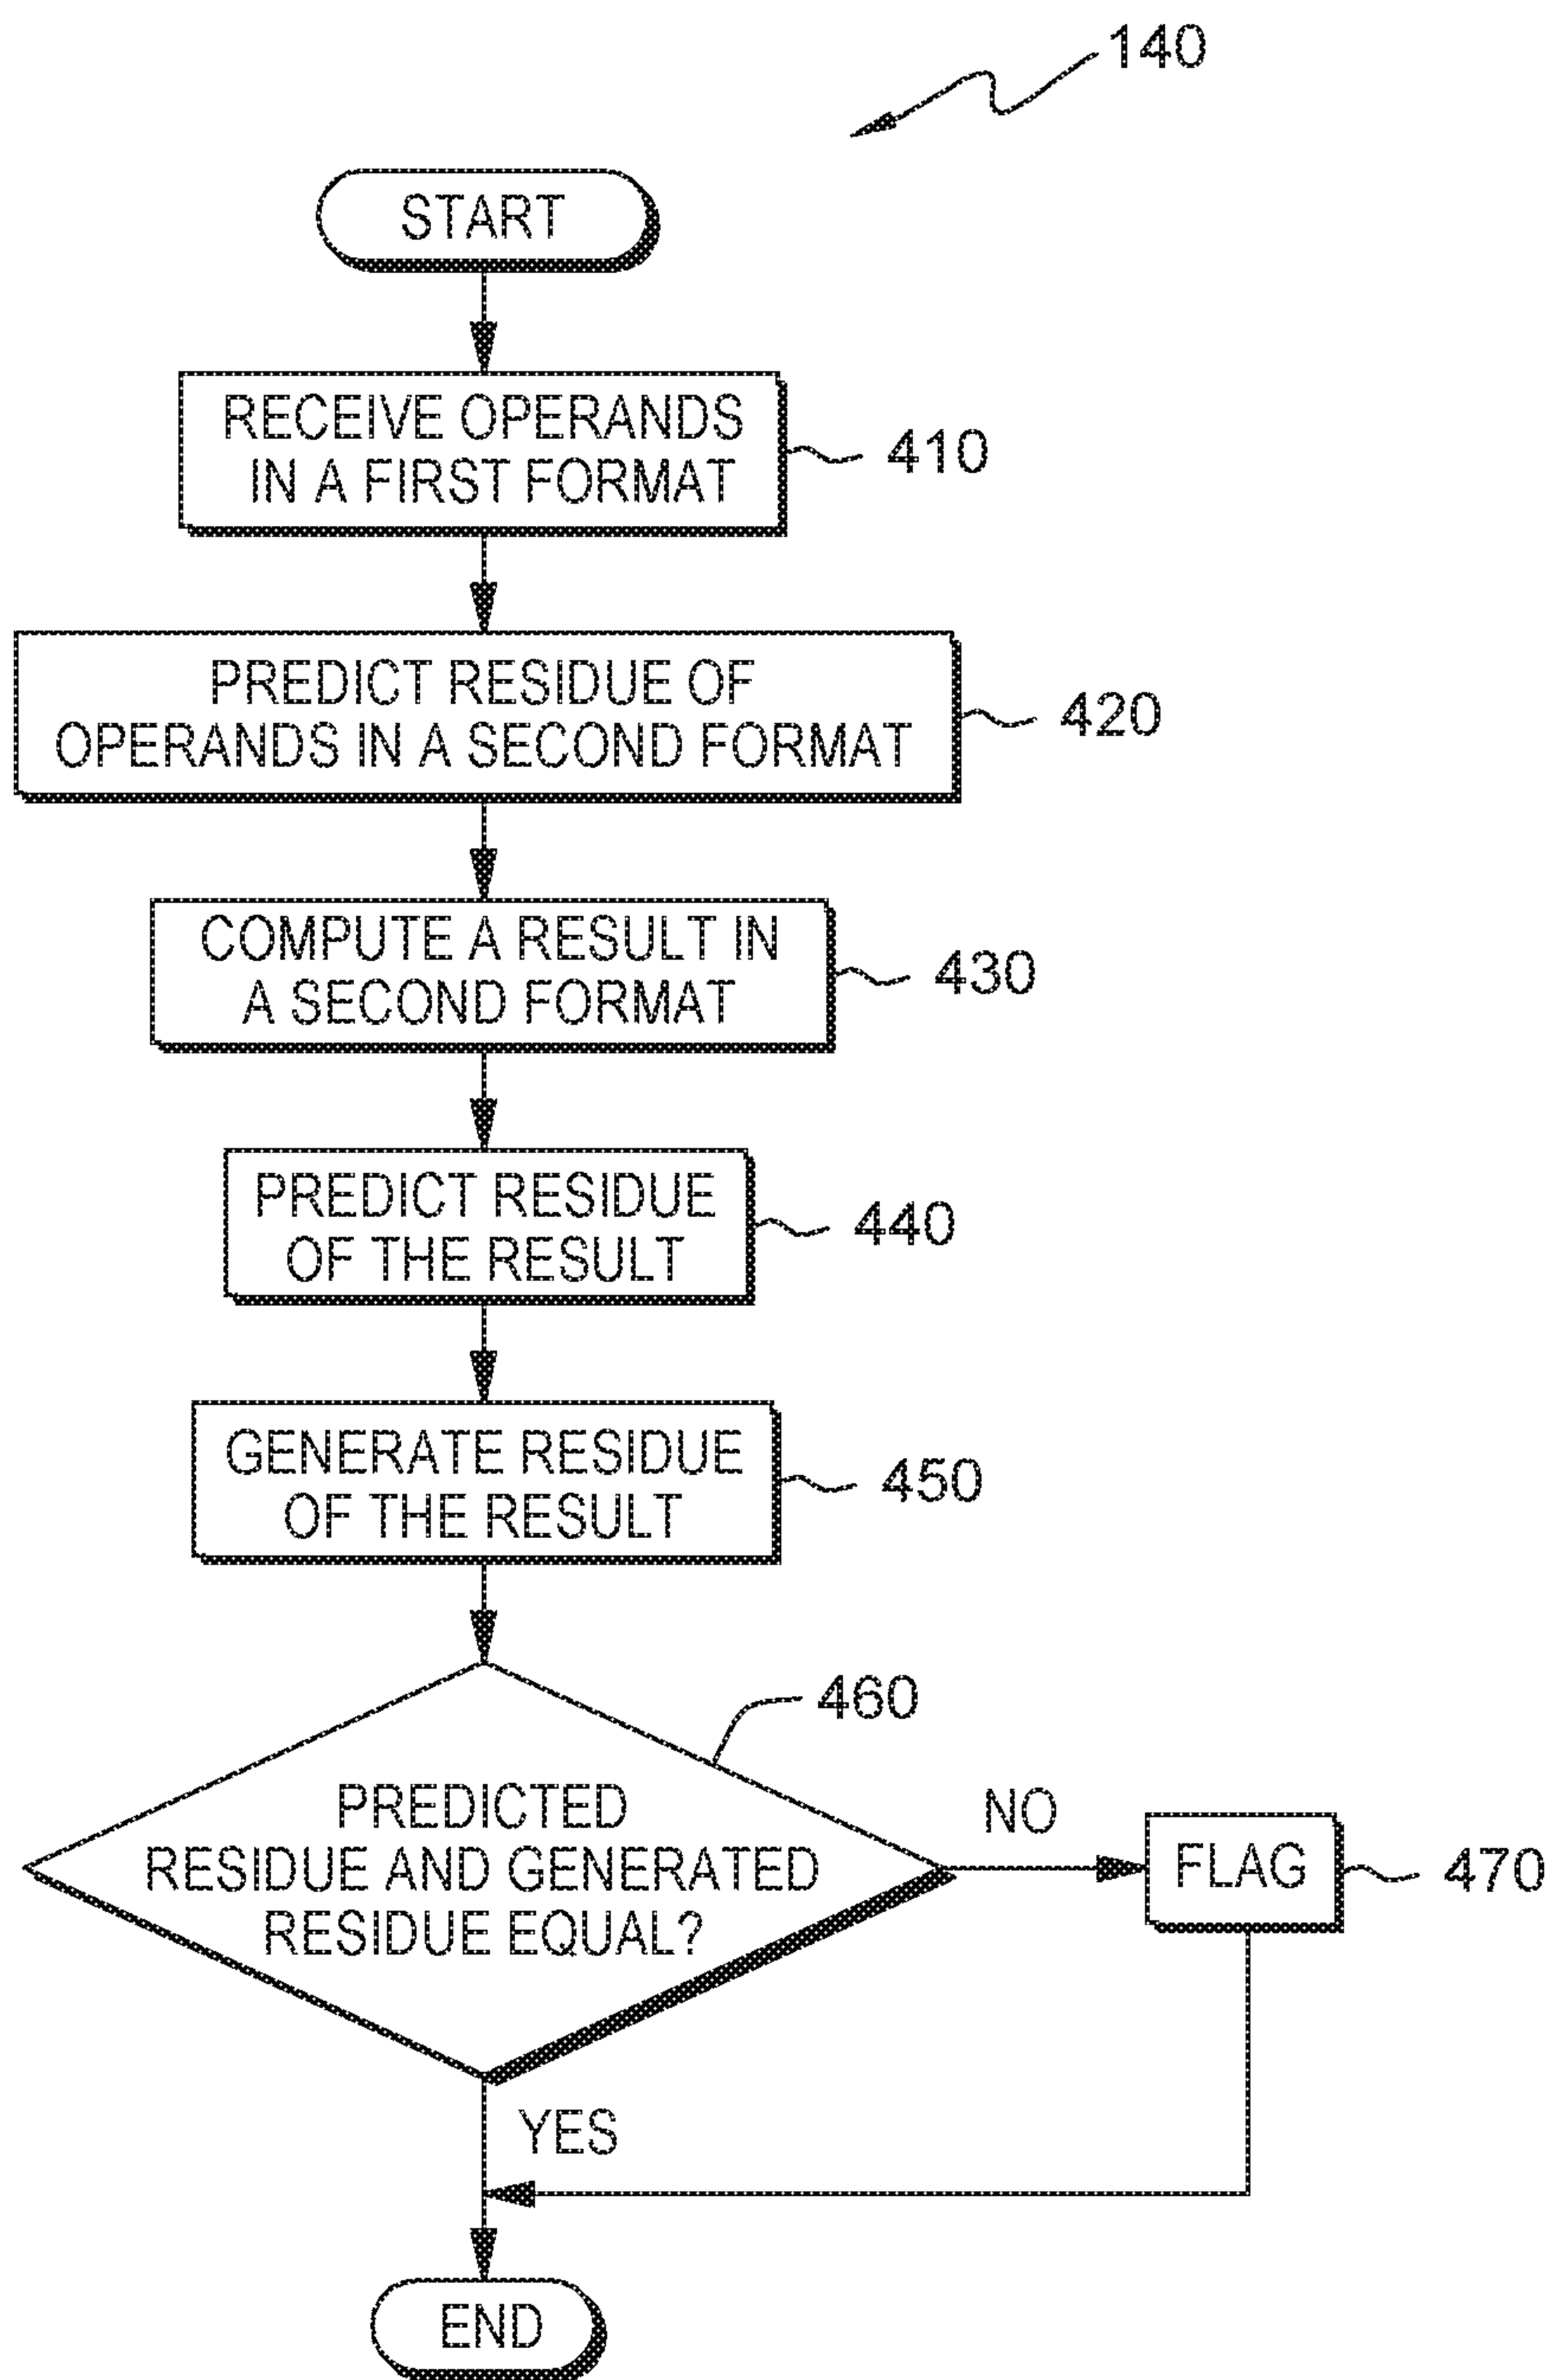 140
START
RECEIVE OPERANDS
IN A FIRST FORMAT
410
PREDICT RESIDUE OF
OPERANDS IN A SECOND FORMAT
420
COMPUTE A RESULT IN
A SECOND FORMAT
430
PREDICT RESIDUE
OF THE RESULT
440
GENERATE RESIDUE
OF THE RESULT
450
460
PREDICTED
RESIDUE AND GENERATED
RESIDUE EQUAL?
NO
FLAG
470
YES
END